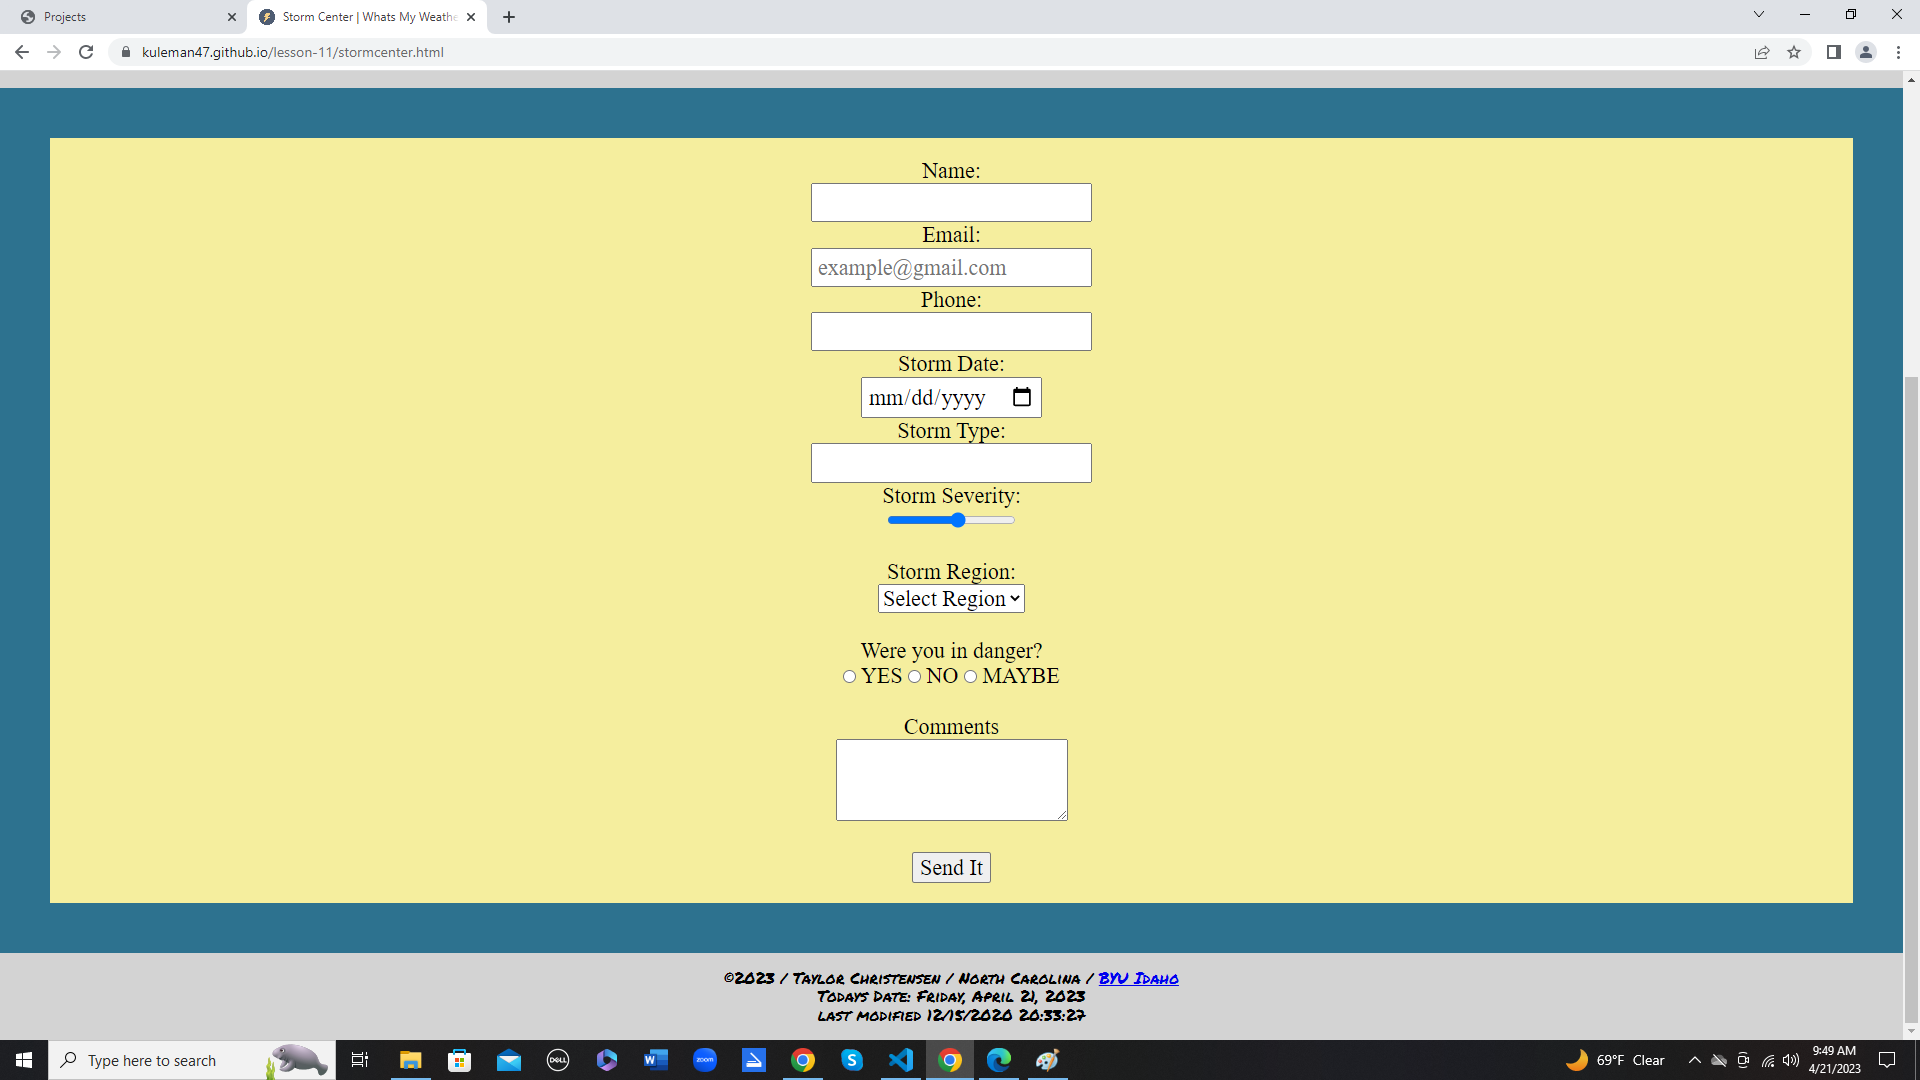 Projects
Storm Center | Whats My Weathe
kuleman47.github.io/lesson-11/stormcenter.html
Name:
Email:
example@gmail.com
Phone:
Storm Date:
mm/dd/yyyy
Storm Type:
Storm Severity:
Storm Region:
Select Region
Were you in danger?
YES NO MAYBE
Comments
Send It
©2023 / Taylor Christensen / North Carolina / BYU Idaho
Todays Date: Friday, April 21, 2023
last modified 12/15/2020 20:33:27
Type here to search
DELL
W
zoom
S
69°F Clear
9:49 AM
4/21/2023